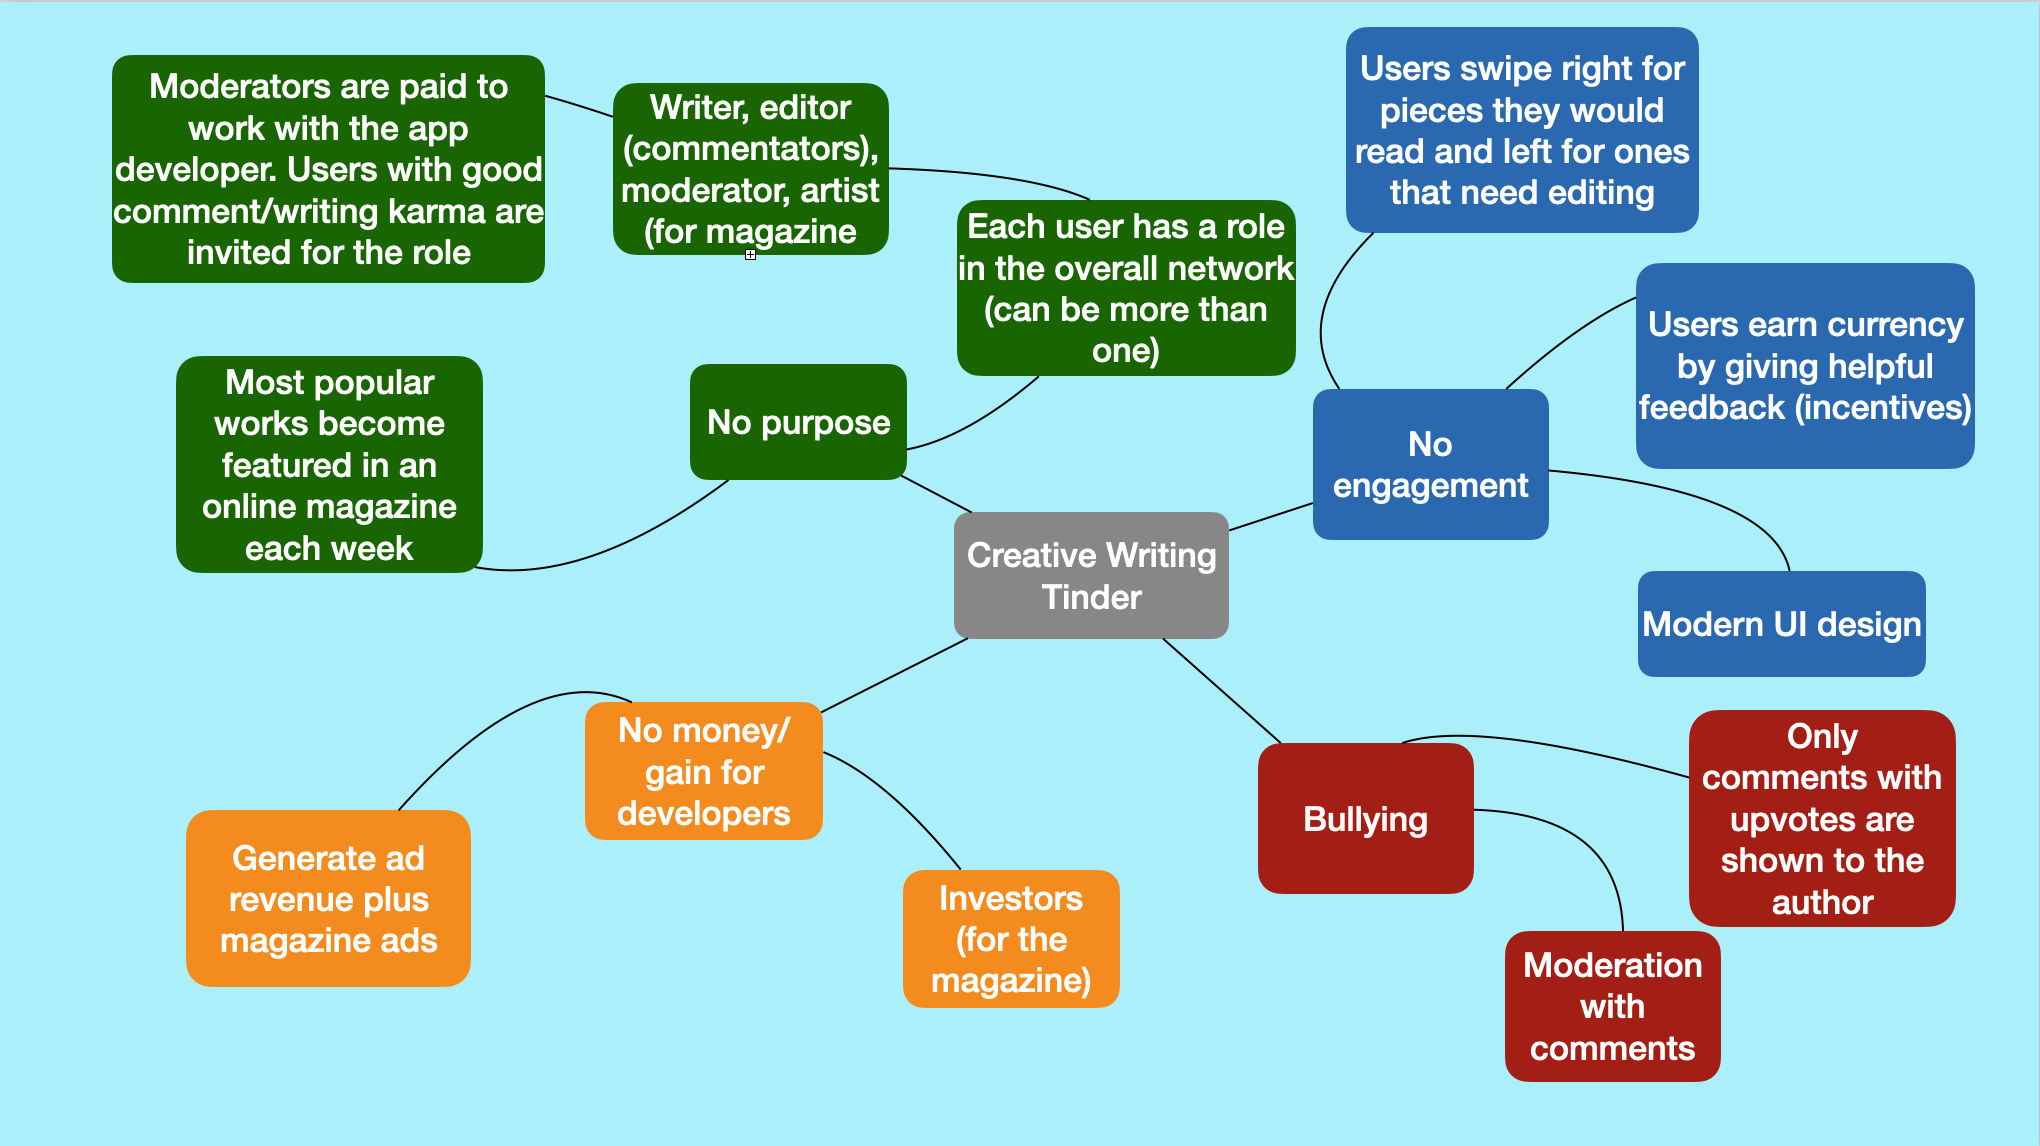 Moderators are paid to
work with the app
developer. Users with good
comment/writing karma are
invited for the role
Writer, editor
(commentators),
moderator, artist
(for magazine
Each user has a role
in the overall network
(can be more than
one)
Users swipe right for
pieces they would
read and left for ones
that need editing
Users earn currency
by giving helpful
feedback (incentives)
Most popular
works become
featured in an
online magazine
each week
No purpose
No
engagement
Creative Writing
Tinder
Modern UI design
No money/
gain for
developers
Generate ad
revenue plus
magazine ads
Investors
(for the
magazine)
Bullying
Only
comments with
upvotes are
shown to the
author
Moderation
with
comments